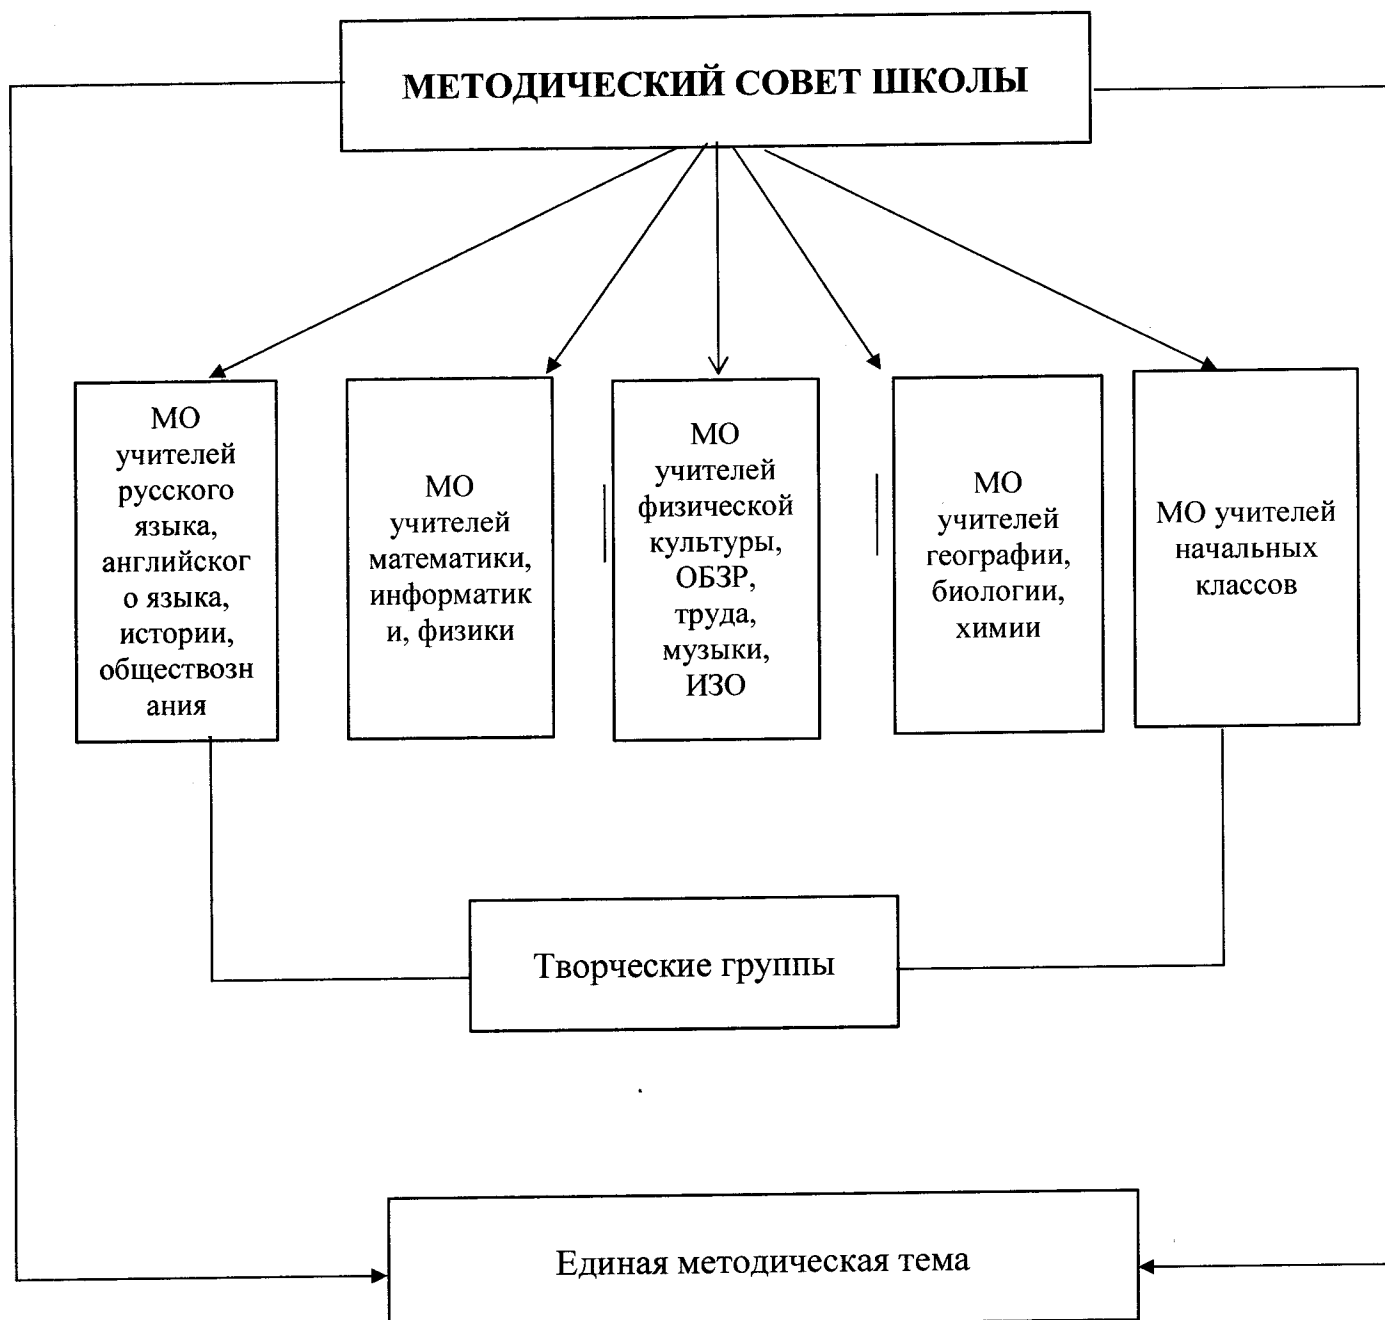 МЕТОДИЧЕСКИЙ СОВЕТ ШКОЛЫ
МО
учителей
русского
языка,
английског
о языка,
истории,
обществозн
ания
МО
учителей
математики,
информатик
и, физики
МО
учителей
физической
культуры,
ОБЗР,
труда,
музыки,
ИЗО
МО
учителей
географии,
биологии,
химии
МО учителей
начальных
классов
Творческие группы
Единая методическая тема